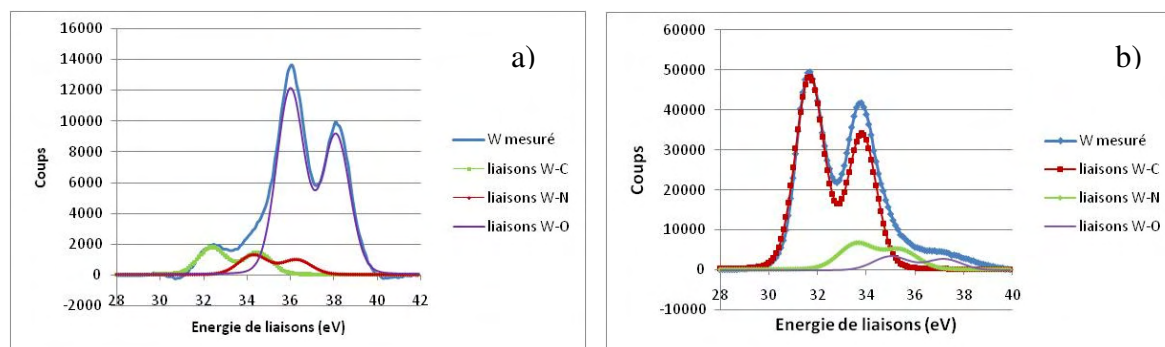 a)
16000
14000
12000
10000
8000
6000
4000
2000
0
-2000
28 30 32 34 36 38 40 42
Coups
Energie de liaisons (eV)
W mesuré
liaisons W-C
liaisons W-N
liaisons W-O
b)
60000
50000
40000
30000
20000
10000
0
-10000
28 30 32 34 36 38 40
Coups
Energie de liaisons (eV)
W mesuré
liaisons W-C
liaisons W-N
liaisons W-O